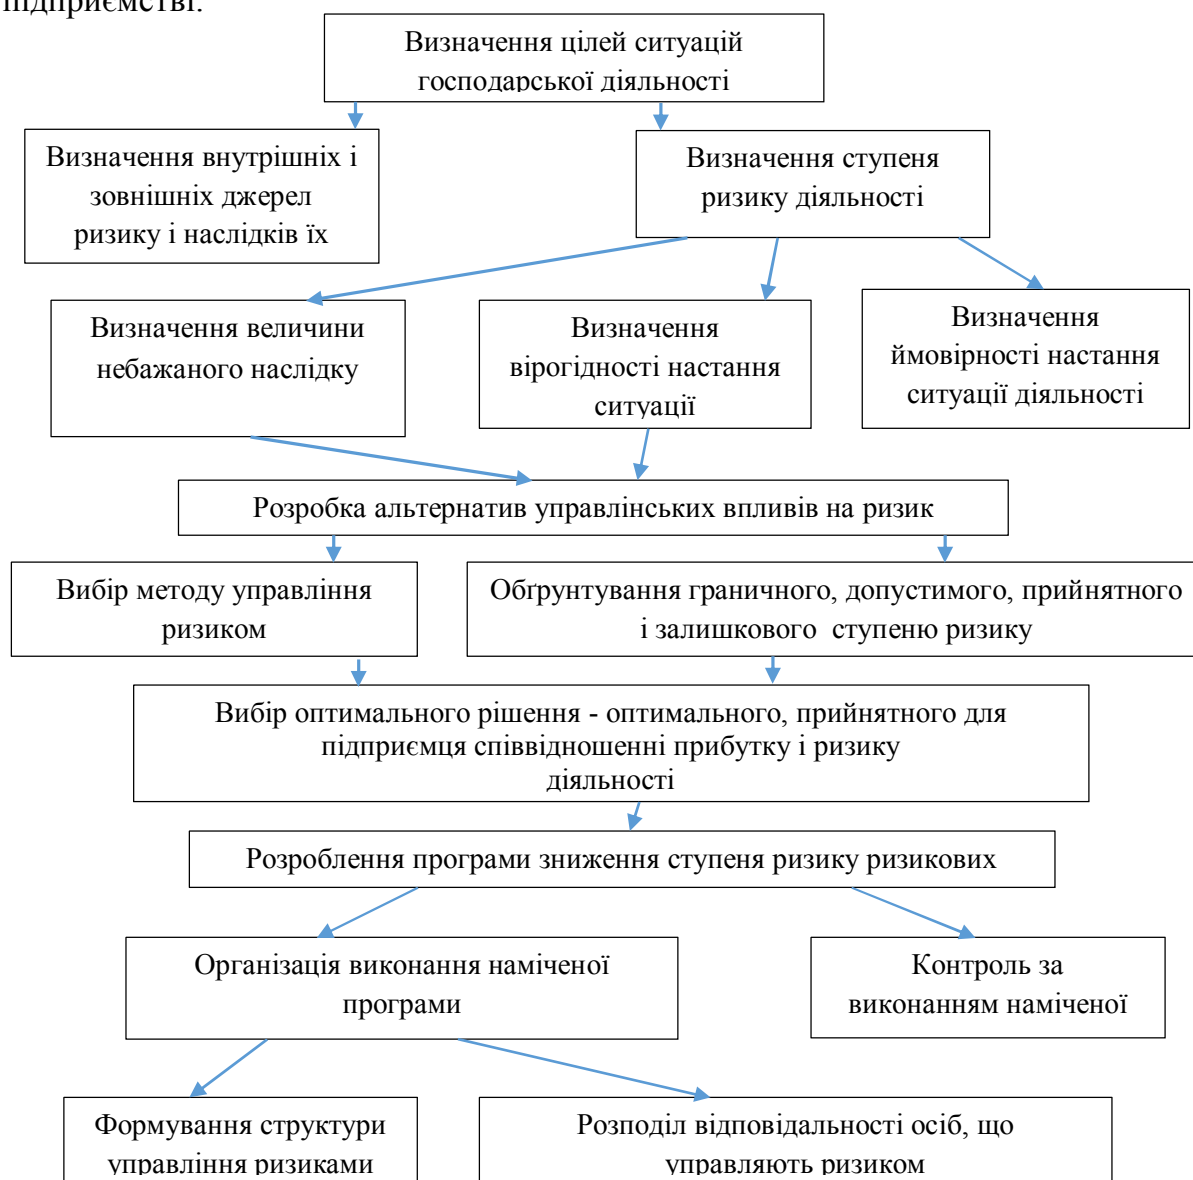 підприємстві.
Визначення цілей ситуацій
господарської діяльності
Визначення внутрішніх і
зовнішніх джерел
ризику і наслідків їх
Визначення ступеня
ризику діяльності
Визначення величини
небажаного наслідку
Визначення
вірогідності настання
ситуації
Визначення
ймовірності настання
ситуації діяльності
Розробка альтернатив управлінських впливів на ризик
Вибір методу управління
ризиком
Обґрунтування граничного, допустимого, прийнятного
і залишкового ступеню ризику
Вибір оптимального рішення - оптимального, прийнятного для
підприємця співвідношенні прибутку і ризику
діяльності
Розроблення програми зниження ступеня ризику ризикових
Організація виконання наміченої
програми
Контроль за
виконанням наміченої
Формування структури
управління ризиками
Розподіл відповідальності осіб, що
управляють ризиком